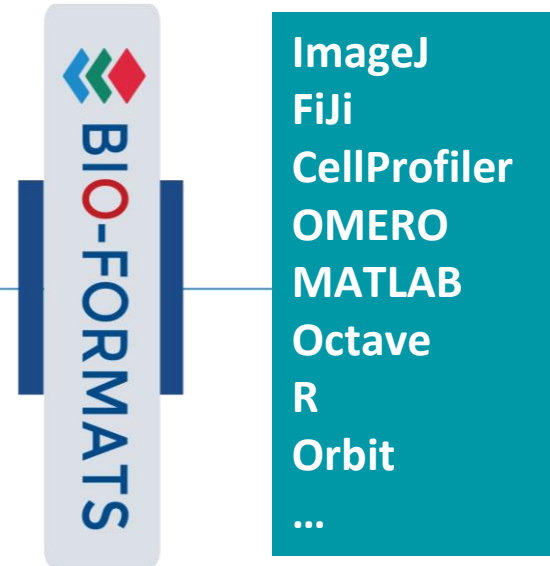 BIO-FORMATS
ImageJ
FiJi
CellProfiler
OMERO
MATLAB
Octave
R
Orbit
…